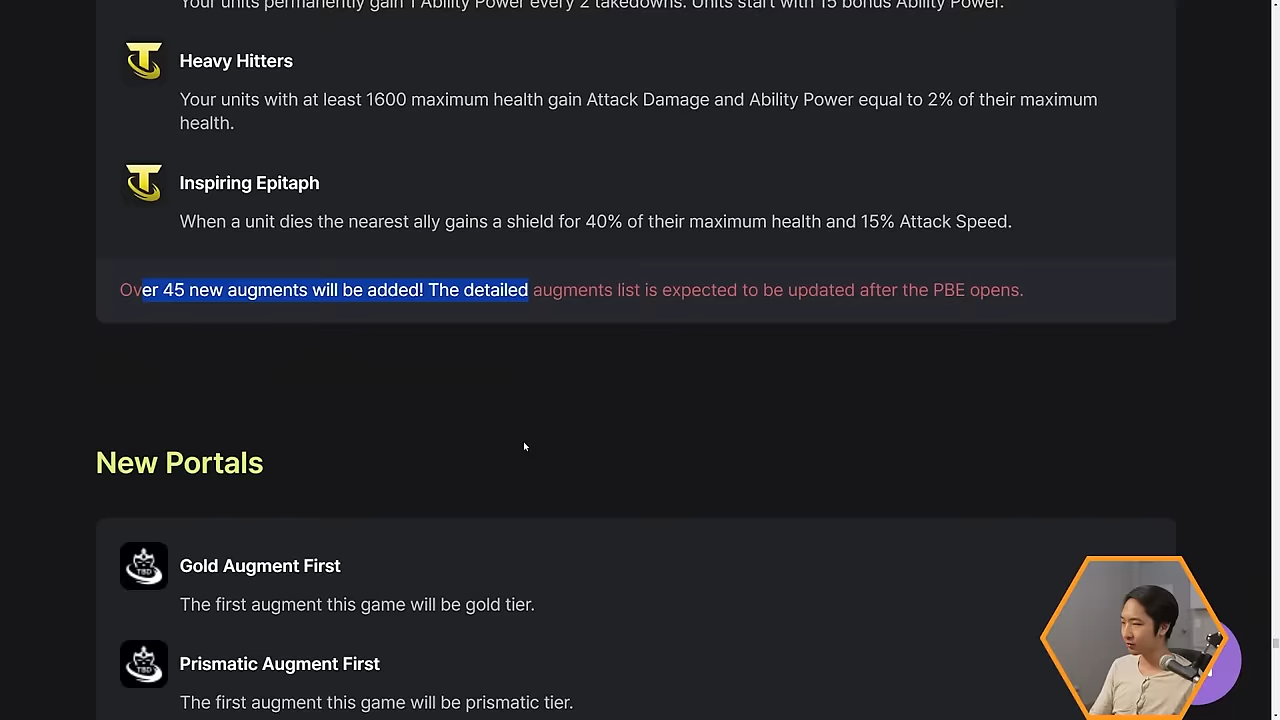 Your units permanently gain 1 Ability Power every 2 takedowns. Units start with 15 bonus Ability Power.
Heavy Hitters
Your units with at least 1600 maximum health gain Attack Damage and Ability Power equal to 2% of their maximum
health.
Inspiring Epitaph
When a unit dies the nearest ally gains a shield for 40% of their maximum health and 15% Attack Speed.
Over 45 new augments will be added! The detailed augments list is expected to be updated after the PBE opens.
New Portals
TBD
Gold Augment First
The first augment this game will be gold tier.
TBD
Prismatic Augment First
The first augment this game will be prismatic tier.